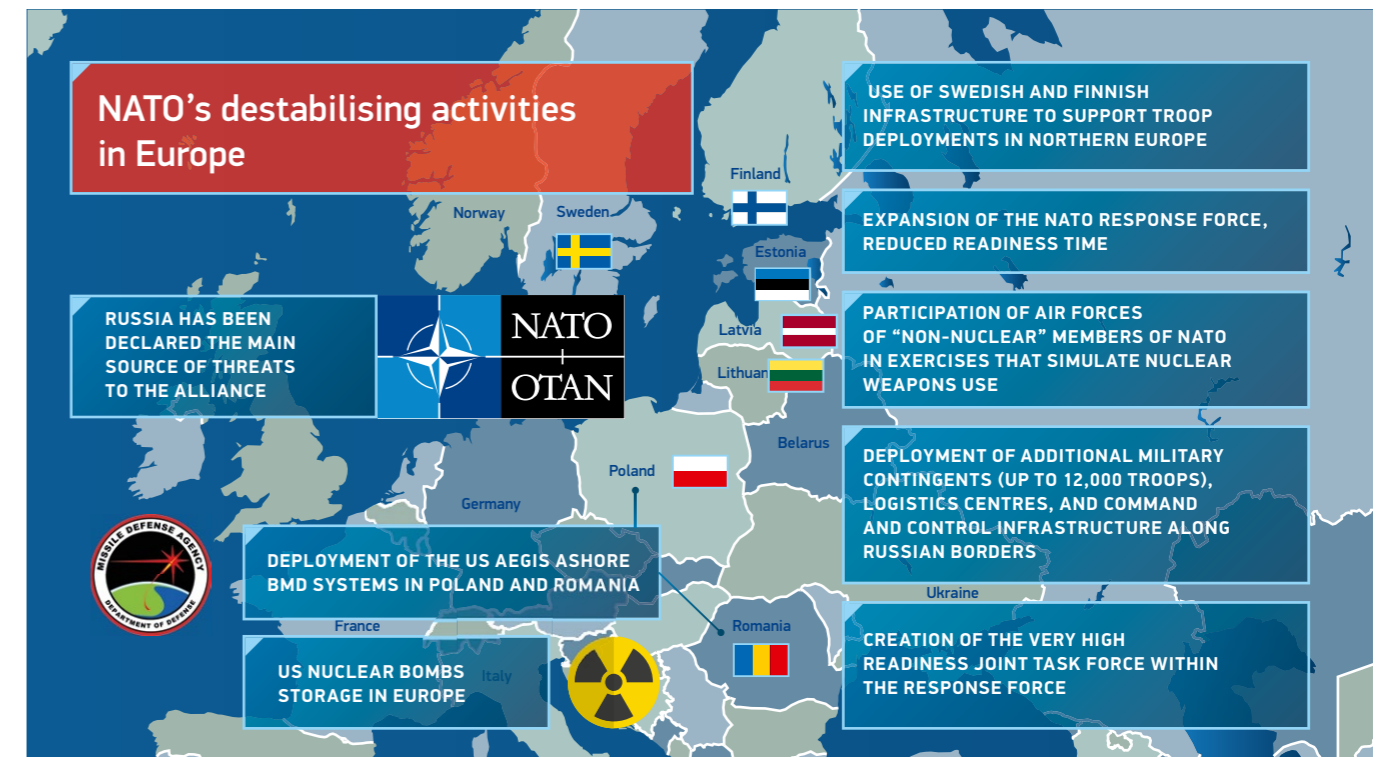 NATO's destabilising activities
in Europe
USE OF SWEDISH AND FINNISH
INFRASTRUCTURE TO SUPPORT TROOP
DEPLOYMENTS IN NORTHERN EUROPE
Finland
Norway
Sweden
EXPANSION OF THE NATO RESPONSE FORCE,
REDUCED READINESS TIME
Estonia
RUSSIA HAS BEEN
DECLARED THE MAIN
SOURCE OF THREATS
TO THE ALLIANCE
NATO
OTAN
Latvia
Lithuan
PARTICIPATION OF AIR FORCES
OF “NON-NUCLEAR” MEMBERS OF NATO
IN EXERCISES THAT SIMULATE NUCLEAR
WEAPONS USE
Belarus
Poland
Germany
DEPLOYMENT OF ADDITIONAL MILITARY
CONTINGENTS (UP TO 12,000 TROOPS),
LOGISTICS CENTRES, AND COMMAND
AND CONTROL INFRASTRUCTURE ALONG
RUSSIAN BORDERS
MISSILE DEFENSE AGENCY
DEPARTMENT OF DEFENSE
DEPLOYMENT OF THE US AEGIS ASHORE
BMD SYSTEMS IN POLAND AND ROMANIA
Ukraine
France
Romania
US NUCLEAR BOMBS
STORAGE IN EUROPE
Italy
CREATION OF THE VERY HIGH
READINESS JOINT TASK FORCE WITHIN
THE RESPONSE FORCE